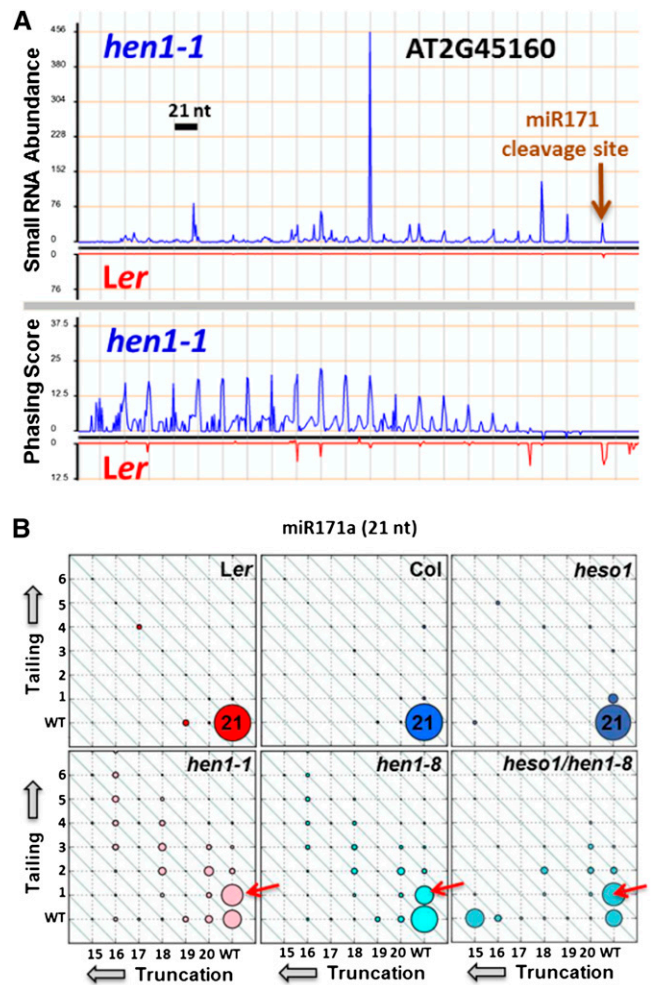 A
Small RNA Abundance
456
380
304
228
152
76
0
0
76
hen1-1
AT2G45160
21 nt
miR171
cleavage site
Ler
Phasing Score
37.5
25
12.5
0
0
12.5
hen1-1
Ler
B
miR171a (21 nt)
Ler
Col
heso1
Tailing
6
5
4
3
2
1
WT
21
21
21
hen1-1
hen1-8
heso1/hen1-8
Tailing
6
5
4
3
2
1
WT
15 16 17 18 19 20 WT
15 16 17 18 19 20 WT
15 16 17 18 19 20 WT
Truncation
Truncation
Truncation